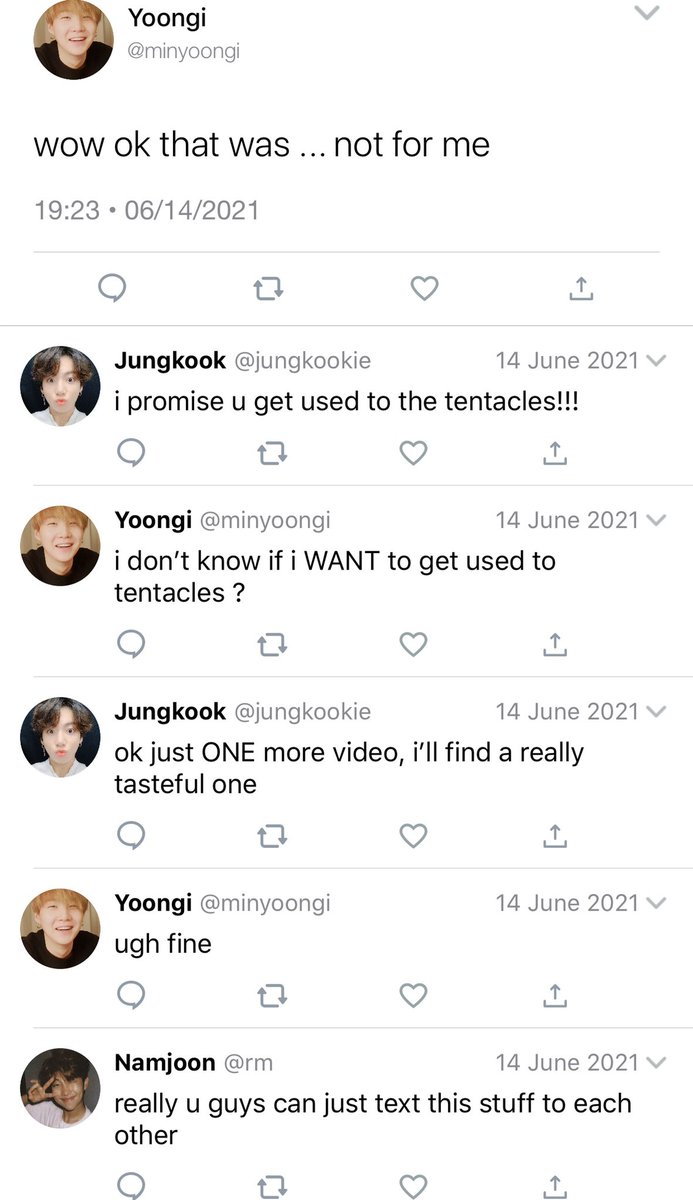 Yoongi
@minyoongi
wow ok that was ... not for me
19:23 • 06/14/2021
Jungkook @jungkookie 14 June 2021
i promise u get used to the tentacles!!!
Yoongi @minyoongi 14 June 2021
i don’t know if i WANT to get used to
tentacles ?
Jungkook @jungkookie 14 June 2021
ok just ONE more video, i’ll find a really
tasteful one
Yoongi @minyoongi 14 June 2021
ugh fine
Namjoon @rm 14 June 2021
really u guys can just text this stuff to each
other